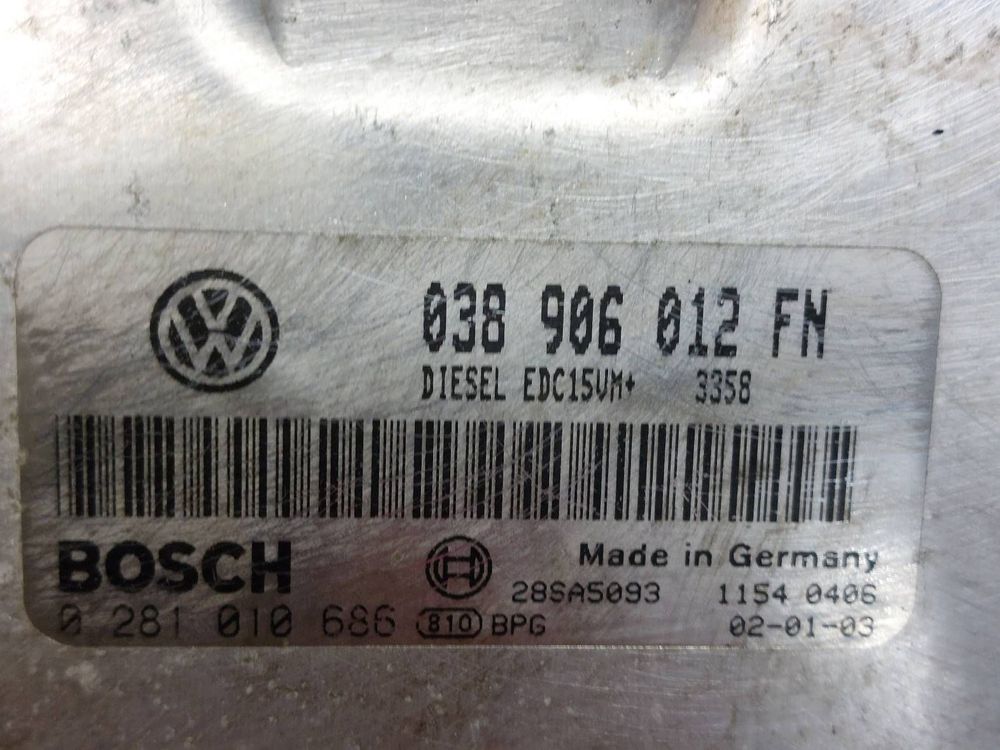 038 906 012 FN
DIESEL EDC15VM+ 3358
BOSCH
Made in Germany
28SA5093 1154 0406
0 281 010 686 810 BPG 02-01-03